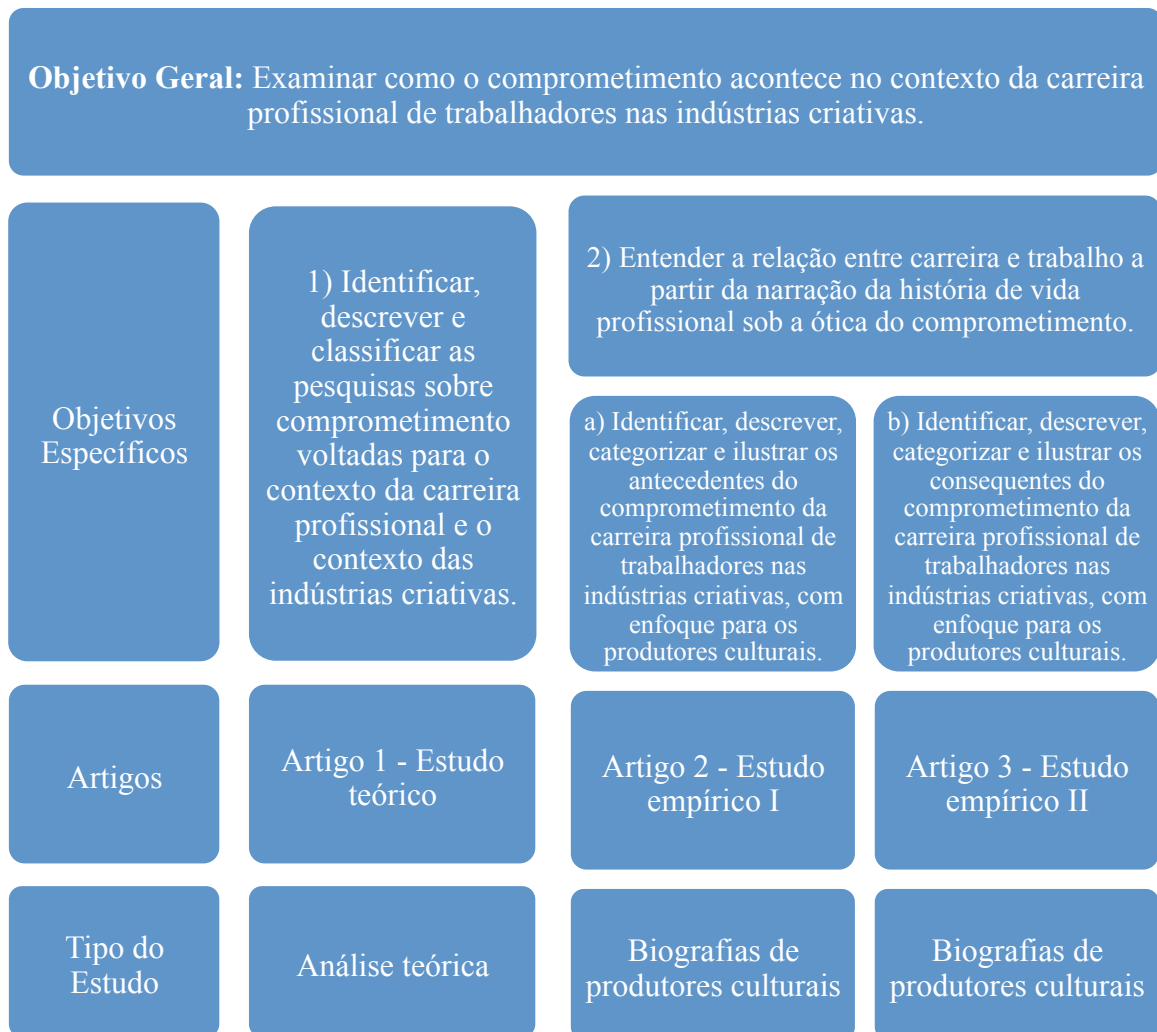 Objetivo Geral: Examinar como o comprometimento acontece no contexto da carreira
profissional de trabalhadores nas indústrias criativas.
Objetivos
Específicos
1) Identificar,
descrever e
classificar as
pesquisas sobre
comprometimento
voltadas para o
contexto da carreira
profissional e o
contexto das
indústrias criativas.
2) Entender a relação entre carreira e trabalho a
partir da narração da história de vida
profissional sob a ótica do comprometimento.
a) Identificar, descrever,
categorizar e ilustrar os
antecedentes do
comprometimento da
carreira profissional de
trabalhadores nas
indústrias criativas, com
enfoque para os
produtores culturais.
b) Identificar, descrever,
categorizar e ilustrar os
consequentes do
comprometimento da
carreira profissional de
trabalhadores nas
indústrias criativas, com
enfoque para os
produtores culturais.
Artigos
Artigo 1 - Estudo
teórico
Artigo 2 - Estudo
empírico I
Artigo 3 - Estudo
empírico II
Tipo do
Estudo
Análise teórica
Biografias de
produtores culturais
Biografias de
produtores culturais